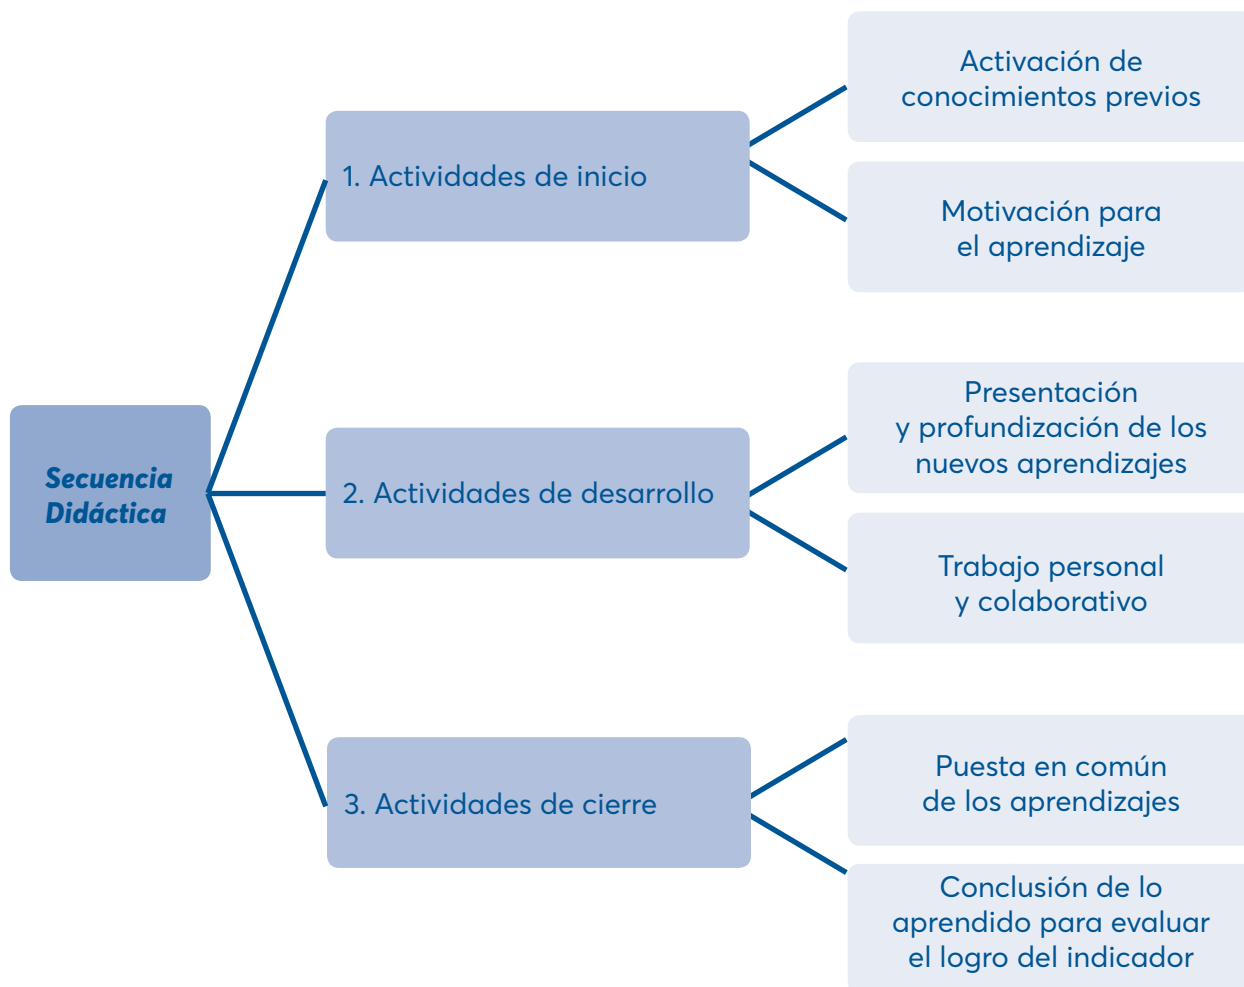 Secuencia
Didáctica
1. Actividades de inicio
Activación de
conocimientos previos
Motivación para
el aprendizaje
2. Actividades de desarrollo
Presentación
y profundización de los
nuevos aprendizajes
Trabajo personal
y colaborativo
3. Actividades de cierre
Puesta en común
de los aprendizajes
Conclusión de lo
aprendido para evaluar
el logro del indicador